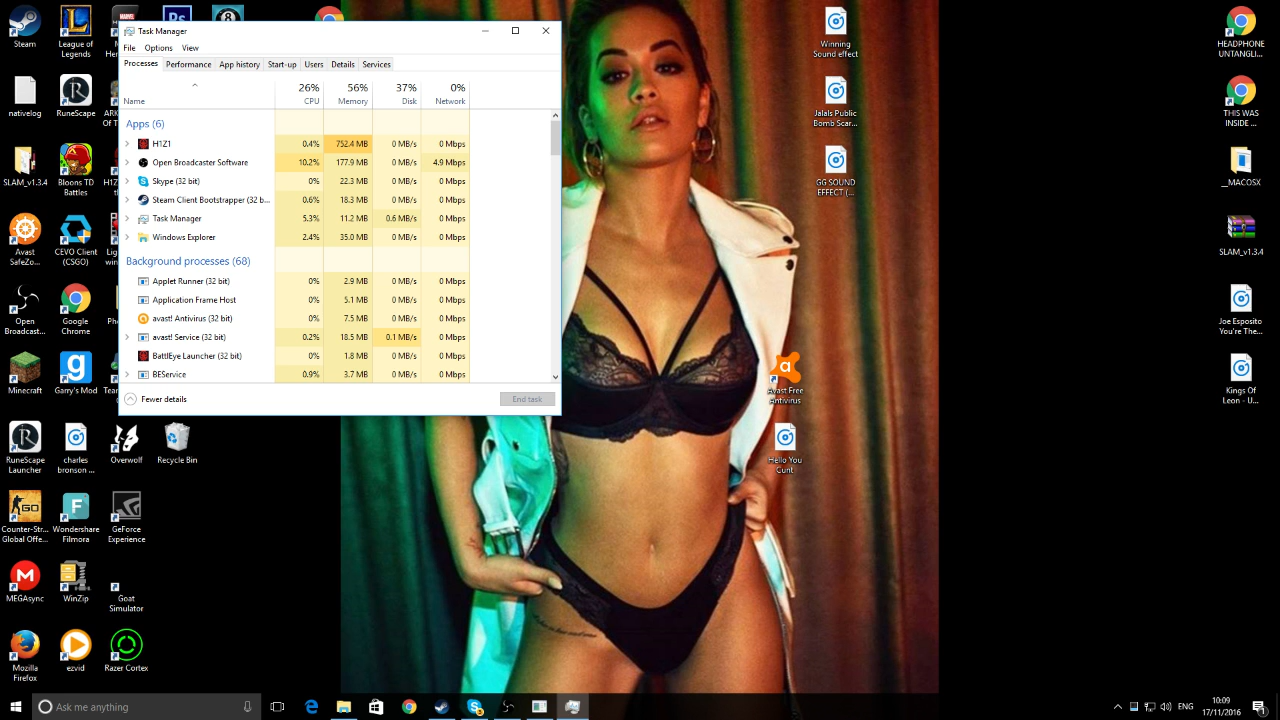 Steam
League of Legends
nativelog
RuneScape
SLAM_v1.3.4
Bloons TD Battles
Avast SafeZo...
CEVO Client (CSGO)
Open Broadcast...
Google Chrome
Minecraft
Garry's Mod
RuneScape Launcher
charles bronson ...
Overwolf
Recycle Bin
Counter-Str... Global Offe...
Wondershare Filmora
GeForce Experience
MEGAsync
WinZip
Goat Simulator
Mozilla Firefox
ezvid
Razer Cortex
Task Manager
File Options View
Processes Performance App history Start-up Users Details Services
26% 56% 37% 0%
Name CPU Memory Disk Network
Apps (6)
H1Z1 0.4% 752.4 MB 0 MB/s 0 Mbps
Open Broadcaster Software 10.2% 177.9 MB 0 MB/s 4.9 Mbps
Skype (32 bit) 0% 22.3 MB 0 MB/s 0 Mbps
Steam Client Bootstrapper (32 b... 0.6% 18.3 MB 0 MB/s 0 Mbps
Task Manager 5.3% 11.2 MB 0.6 MB/s 0 Mbps
Windows Explorer 2.4% 35.0 MB 0 MB/s 0 Mbps
Background processes (68)
Applet Runner (32 bit) 0% 2.9 MB 0 MB/s 0 Mbps
Application Frame Host 0% 5.1 MB 0 MB/s 0 Mbps
avast! Antivirus (32 bit) 0% 7.5 MB 0 MB/s 0 Mbps
avast! Service (32 bit) 0.2% 18.5 MB 0.1 MB/s 0 Mbps
BattlEye Launcher (32 bit) 0% 1.8 MB 0 MB/s 0 Mbps
BEService 0.9% 3.7 MB 0 MB/s 0 Mbps
Fewer details
End task
Winning Sound effect
Jalals Public Bomb Scar...
GG SOUND EFFECT (...
Avast Free Antivirus
Hello You Cunt
HEADPHONE UNTANGLI...
THIS WAS INSIDE ...
__MACOSX
SLAM_v1.3.4
Joe Esposito You're The...
Kings Of Leon - U...
Ask me anything
ENG
10:09
17/11/2016